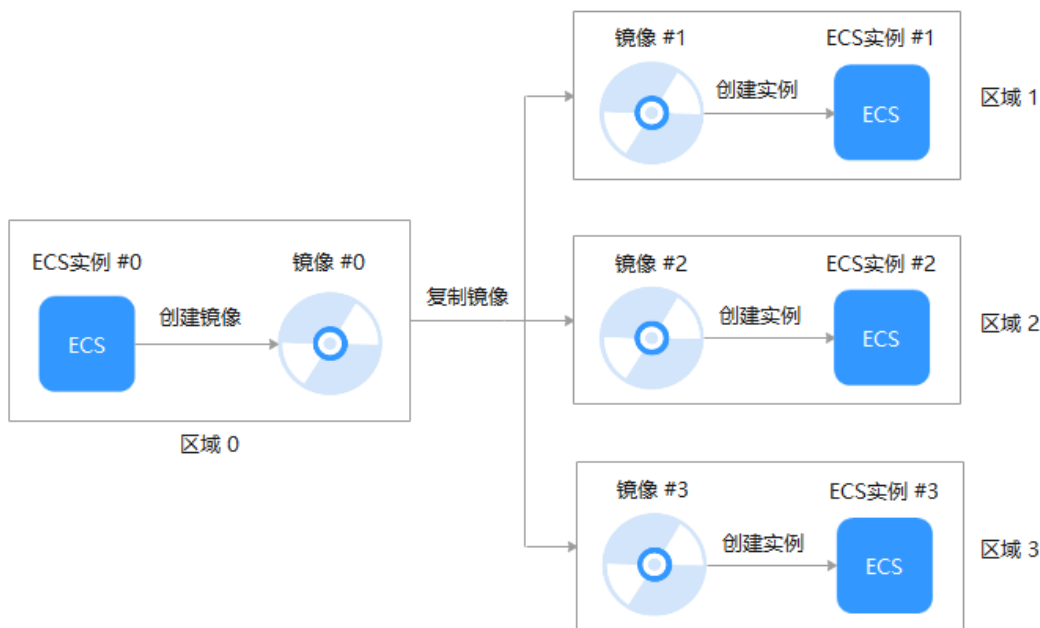 镜像 #1
ECS实例 #1
创建实例
ECS
区域 1
ECS实例 #0
镜像 #0
创建镜像
ECS
区域 0
复制镜像
镜像 #2
ECS实例 #2
创建实例
ECS
区域 2
镜像 #3
ECS实例 #3
创建实例
ECS
区域 3